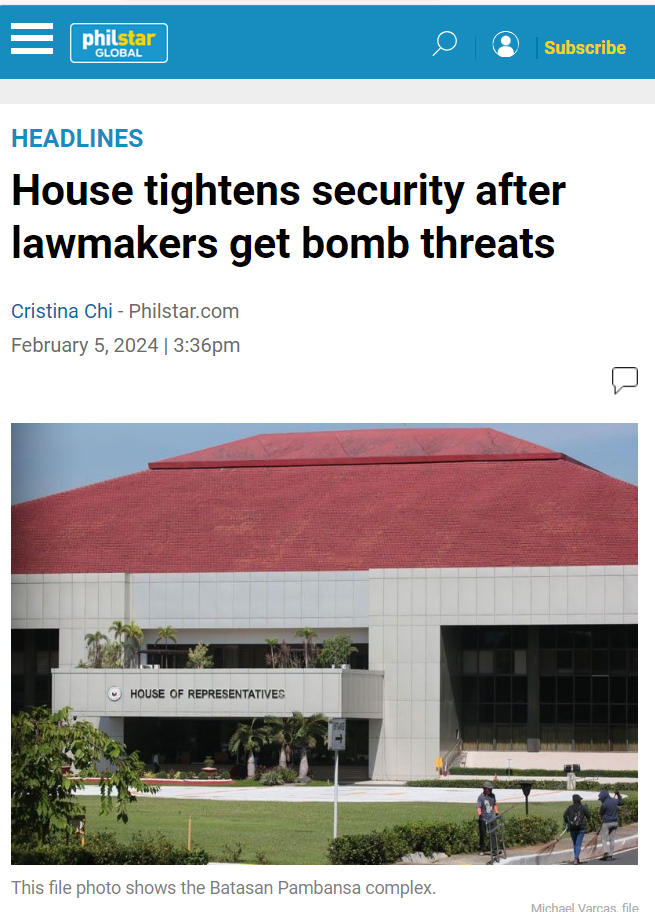 philstar
GLOBAL
Subscribe
HEADLINES
House tightens security after
lawmakers get bomb threats
Cristina Chi - Philstar.com
February 5, 2024 | 3:36pm
HOUSE OF REPRESENTATIVES
This file photo shows the Batasan Pambansa complex.
Michael Varcas, file